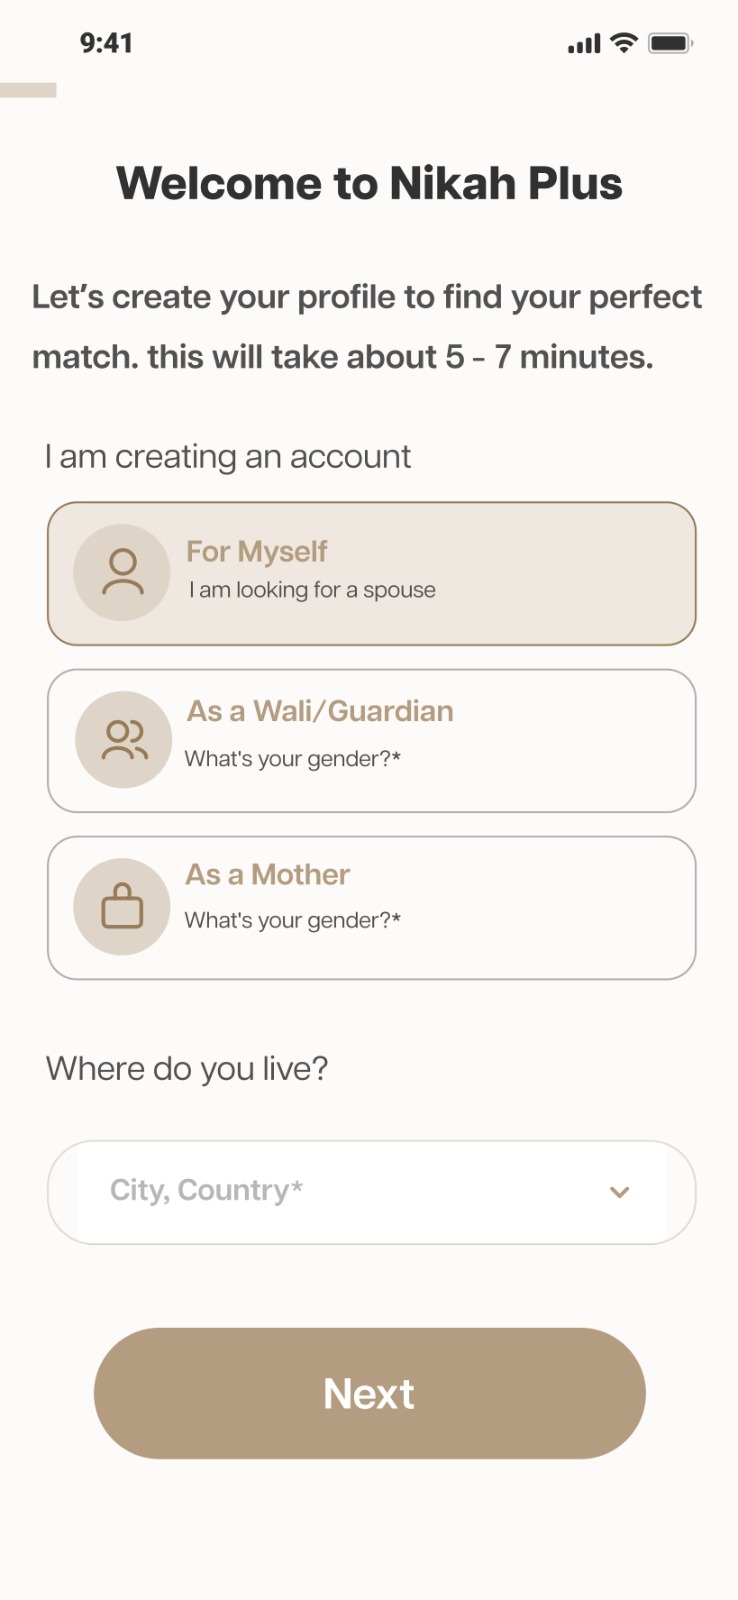 9:41
Welcome to Nikah Plus
Let’s create your profile to find your perfect
match. this will take about 5 - 7 minutes.
I am creating an account
For Myself
I am looking for a spouse
As a Wali/Guardian
What's your gender?*
As a Mother
What's your gender?*
Where do you live?
City, Country*
Next